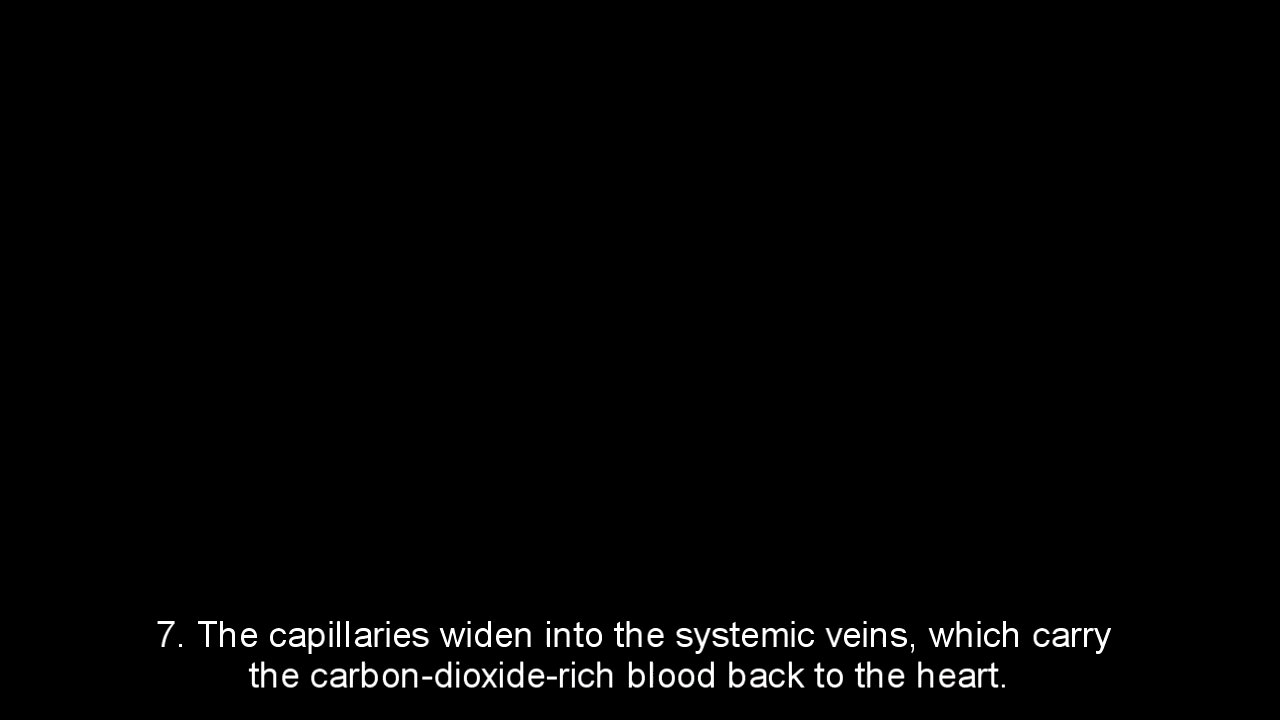 7. The capillaries widen into the systemic veins, which carry
the carbon-dioxide-rich blood back to the heart.